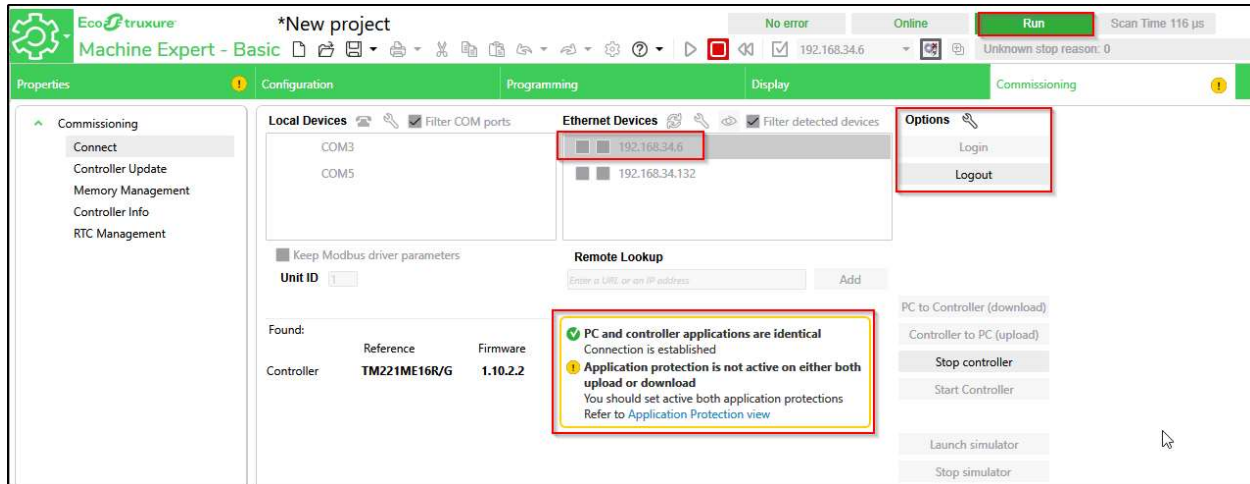 EcoStruxure
*New project
No error
Online
Run
Scan Time 116 µs
Machine Expert - Basic
192.168.34.6
Unknown stop reason: 0
Properties
Configuration
Programming
Display
Commissioning
Commissioning
Connect
Controller Update
Memory Management
Controller Info
RTC Management
Local Devices
Filter COM ports
COM3
COM5
Ethernet Devices
Filter detected devices
192.168.34.6
192.168.34.132
Options
Login
Logout
Keep Modbus driver parameters
Unit ID 1
Remote Lookup
Enter a URL or an IP address
Add
Found:
Reference Firmware
Controller TM221ME16R/G 1.10.2.2
PC and controller applications are identical
Connection is established
Application protection is not active on either both
upload or download
You should set active both application protections
Refer to Application Protection view
PC to Controller (download)
Controller to PC (upload)
Stop controller
Start Controller
Launch simulator
Stop simulator